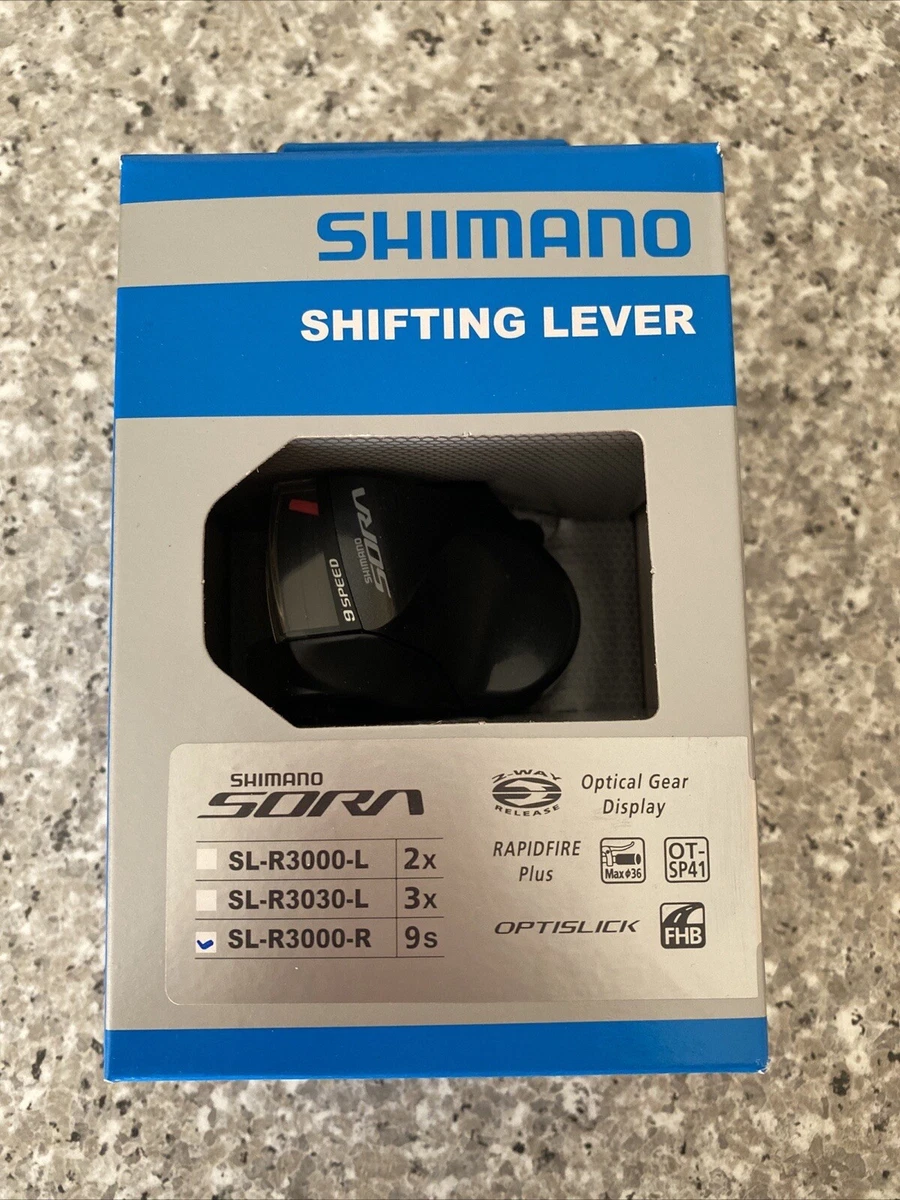 SHIMANO
SHIFTING LEVER
9 SPEED
SHIMANO
SORA
SHIMANO
SORA
SL-R3000-L 2x
SL-R3030-L 3x
SL-R3000-R 9s
2-WAY
RELEASE
Optical Gear
Display
RAPIDFIRE
Plus
Max φ36
OT-
SP41
OPTISLICK
FHB